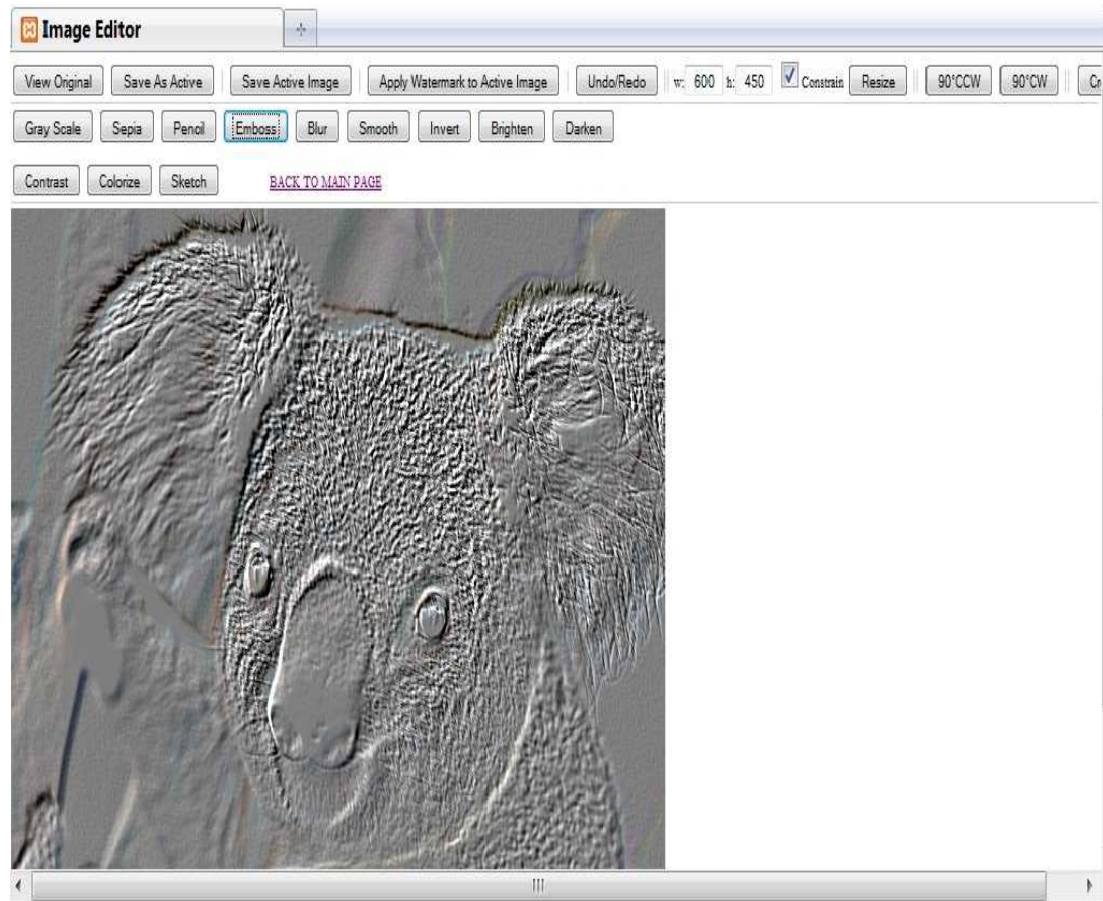 Image Editor
View Original Save As Active Save Active Image Apply Watermark to Active Image Undo/Redo w: 600 h: 450 Constrain Resize 90°CCW 90°CW
Gray Scale Sepia Pencil Emboss Blur Smooth Invert Brighten Darken
Contrast Colorize Sketch BACK TO MAIN PAGE